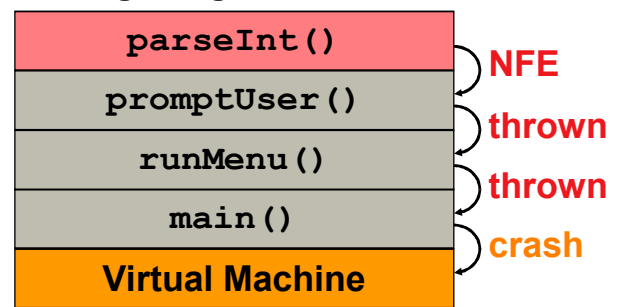 parseInt()
NFE
promptUser()
thrown
runMenu()
thrown
main()
crash
Virtual Machine